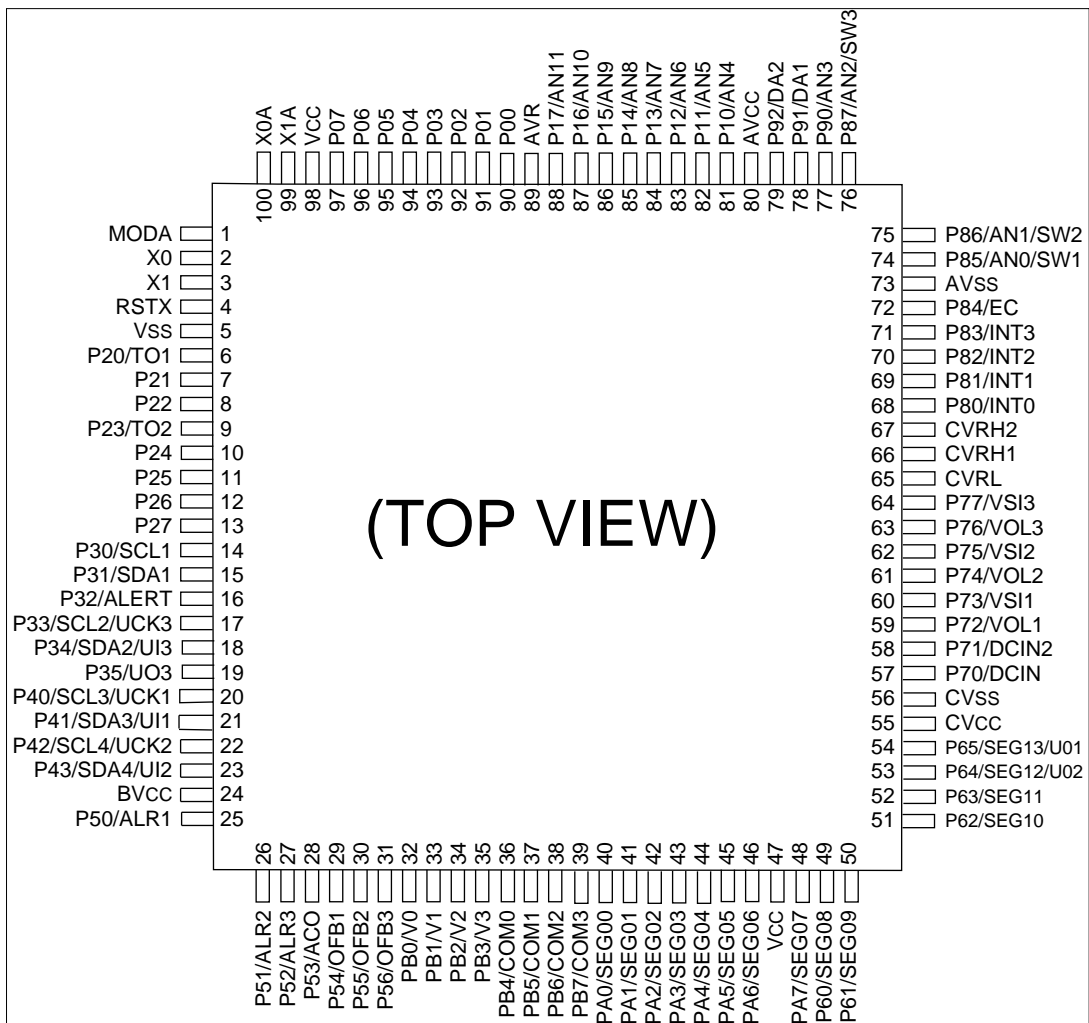 X0A
X1A
VCC
P07
P06
P05
P04
P03
P02
P01
P00
AVR
P17/AN11
P16/AN10
P15/AN9
P14/AN8
P13/AN7
P12/AN6
P11/AN5
P10/AN4
AVCC
P92/DA2
P91/DA1
P90/AN3
P87/AN2/SW3
100 99 98 97 96 95 94 93 92 91 90 89 88 87 86 85 84 83 82 81 80 79 78 77 76
MODA 1
X0 2
X1 3
RSTX 4
Vss 5
P20/TO1 6
P21 7
P22 8
P23/TO2 9
P24 10
P25 11
P26 12
P27 13
P30/SCL1 14
P31/SDA1 15
P32/ALERT 16
P33/SCL2/UCK3 17
P34/SDA2/UI3 18
P35/UO3 19
P40/SCL3/UCK1 20
P41/SDA3/UI1 21
P42/SCL4/UCK2 22
P43/SDA4/UI2 23
BVCC 24
P50/ALR1 25
(TOP VIEW)
75 P86/AN1/SW2
74 P85/AN0/SW1
73 AVss
72 P84/EC
71 P83/INT3
70 P82/INT2
69 P81/INT1
68 P80/INT0
67 CVRH2
66 CVRH1
65 CVRL
64 P77/VSI3
63 P76/VOL3
62 P75/VSI2
61 P74/VOL2
60 P73/VSI1
59 P72/VOL1
58 P71/DCIN2
57 P70/DCIN
56 CVss
55 CVcc
54 P65/SEG13/U01
53 P64/SEG12/U02
52 P63/SEG11
51 P62/SEG10
26 27 28 29 30 31 32 33 34 35 36 37 38 39 40 41 42 43 44 45 46 47 48 49 50
P51/ALR2
P52/ALR3
P53/ACO
P54/OFB1
P55/OFB2
P56/OFB3
PB0/V0
PB1/V1
PB2/V2
PB3/V3
PB4/COM0
PB5/COM1
PB6/COM2
PB7/COM3
PA0/SEG00
PA1/SEG01
PA2/SEG02
PA3/SEG03
PA4/SEG04
PA5/SEG05
PA6/SEG06
VCC
PA7/SEG07
P60/SEG08
P61/SEG09